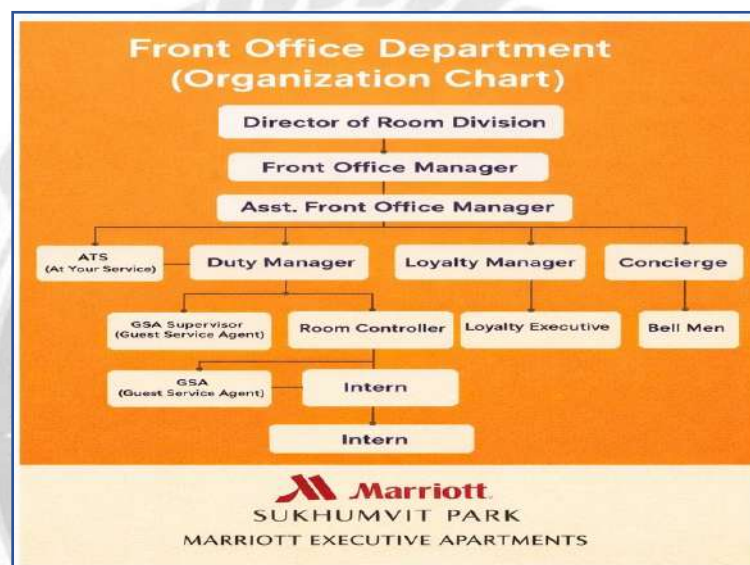 Front Office Department
(Organization Chart)
Director of Room Division
Front Office Manager
Asst. Front Office Manager
ATS
(At Your Service)
Duty Manager
Loyalty Manager
Concierge
GSA Supervisor
(Guest Service Agent)
Room Controller
Loyalty Executive
Bell Men
GSA
(Guest Service Agent)
Intern
Intern
Marriott
SUKHUMVIT PARK
MARRIOTT EXECUTIVE APARTMENTS